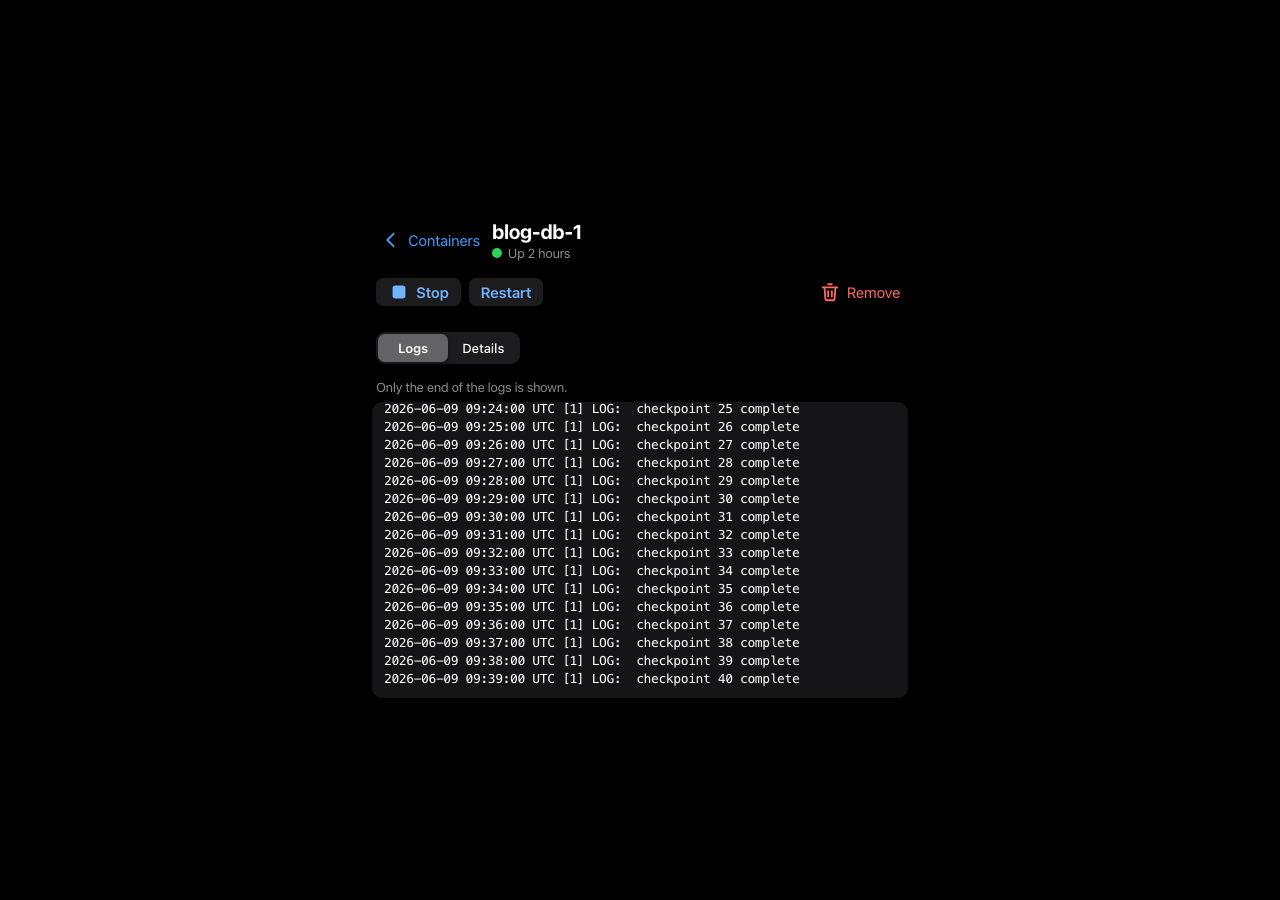 Containers
blog-db-1
Up 2 hours
Stop
Restart
Remove
Logs
Details
Only the end of the logs is shown.
2026-06-09 09:24:00 UTC [1] LOG:  checkpoint 25 complete
2026-06-09 09:25:00 UTC [1] LOG:  checkpoint 26 complete
2026-06-09 09:26:00 UTC [1] LOG:  checkpoint 27 complete
2026-06-09 09:27:00 UTC [1] LOG:  checkpoint 28 complete
2026-06-09 09:28:00 UTC [1] LOG:  checkpoint 29 complete
2026-06-09 09:29:00 UTC [1] LOG:  checkpoint 30 complete
2026-06-09 09:30:00 UTC [1] LOG:  checkpoint 31 complete
2026-06-09 09:31:00 UTC [1] LOG:  checkpoint 32 complete
2026-06-09 09:32:00 UTC [1] LOG:  checkpoint 33 complete
2026-06-09 09:33:00 UTC [1] LOG:  checkpoint 34 complete
2026-06-09 09:34:00 UTC [1] LOG:  checkpoint 35 complete
2026-06-09 09:35:00 UTC [1] LOG:  checkpoint 36 complete
2026-06-09 09:36:00 UTC [1] LOG:  checkpoint 37 complete
2026-06-09 09:37:00 UTC [1] LOG:  checkpoint 38 complete
2026-06-09 09:38:00 UTC [1] LOG:  checkpoint 39 complete
2026-06-09 09:39:00 UTC [1] LOG:  checkpoint 40 complete